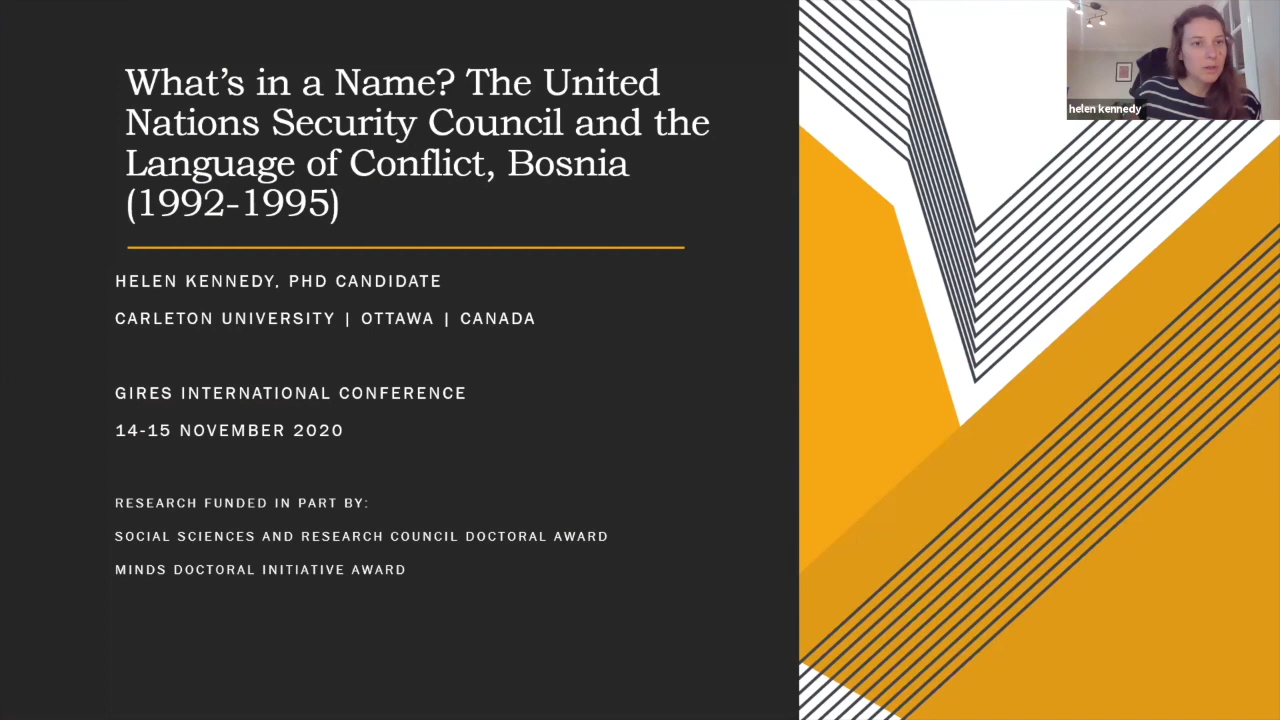 What's in a Name? The United
Nations Security Council and the
Language of Conflict, Bosnia
(1992-1995)
HELEN KENNEDY, PHD CANDIDATE
CARLETON UNIVERSITY | OTTAWA | CANADA
GIRES INTERNATIONAL CONFERENCE
14-15 NOVEMBER 2020
RESEARCH FUNDED IN PART BY:
SOCIAL SCIENCES AND RESEARCH COUNCIL DOCTORAL AWARD
MINDS DOCTORAL INITIATIVE AWARD
helen kennedy